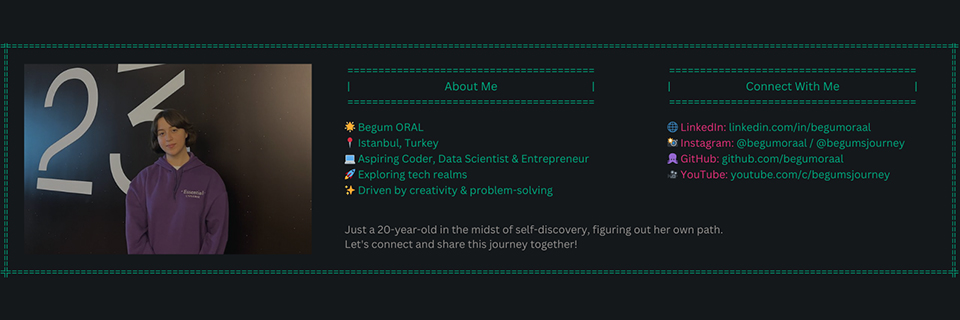 23
Essential
About Me
Begum ORAL
Istanbul, Turkey
Aspiring Coder, Data Scientist & Entrepreneur
Exploring tech realms
Driven by creativity & problem-solving
Connect With Me
LinkedIn: linkedin.com/in/begumoraal
Instagram: @begumoraal / @begumsjourney
GitHub: github.com/begumoraal
YouTube: youtube.com/c/begumsjourney
Just a 20-year-old in the midst of self-discovery, figuring out her own path.
Let's connect and share this journey together!